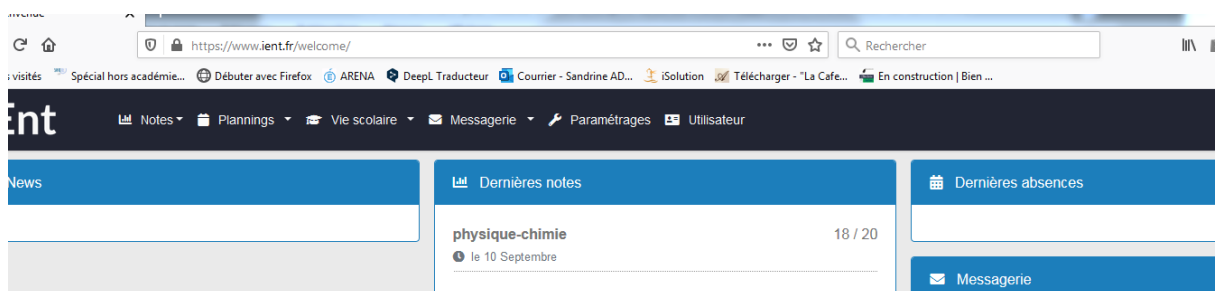 https://www.ient.fr/welcome/
Rechercher
visités Spécial hors académie... Débuter avec Firefox ARENA DeepL Traducteur Courrier - Sandrine AD... iSolution Télécharger - "La Cafe... En construction | Bien ...
Ent Notes Plannings Vie scolaire Messagerie Paramétrages Utilisateur
News
Dernières notes
Dernières absences
physique-chimie 18 / 20
le 10 Septembre
Messagerie